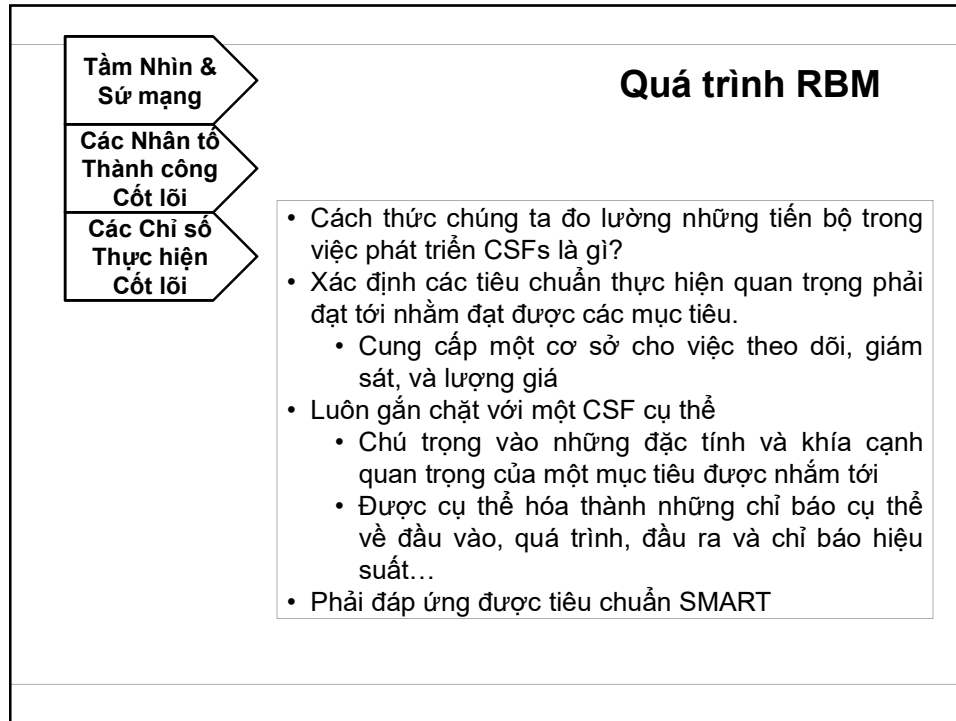 Tầm Nhìn &
Sứ mạng
Quá trình RBM
Các Nhân tố
Thành công
Cốt lõi
Các Chỉ số
Thực hiện
Cốt lõi
• Cách thức chúng ta đo lường những tiến bộ trong
việc phát triển CSFs là gì?
• Xác định các tiêu chuẩn thực hiện quan trọng phải
đạt tới nhằm đạt được các mục tiêu.
• Cung cấp một cơ sở cho việc theo dõi, giám
sát, và lượng giá
• Luôn gắn chặt với một CSF cụ thể
• Chú trọng vào những đặc tính và khía cạnh
quan trọng của một mục tiêu được nhắm tới
• Được cụ thể hóa thành những chỉ báo cụ thể
về đầu vào, quá trình, đầu ra và chỉ báo hiệu
suất…
• Phải đáp ứng được tiêu chuẩn SMART